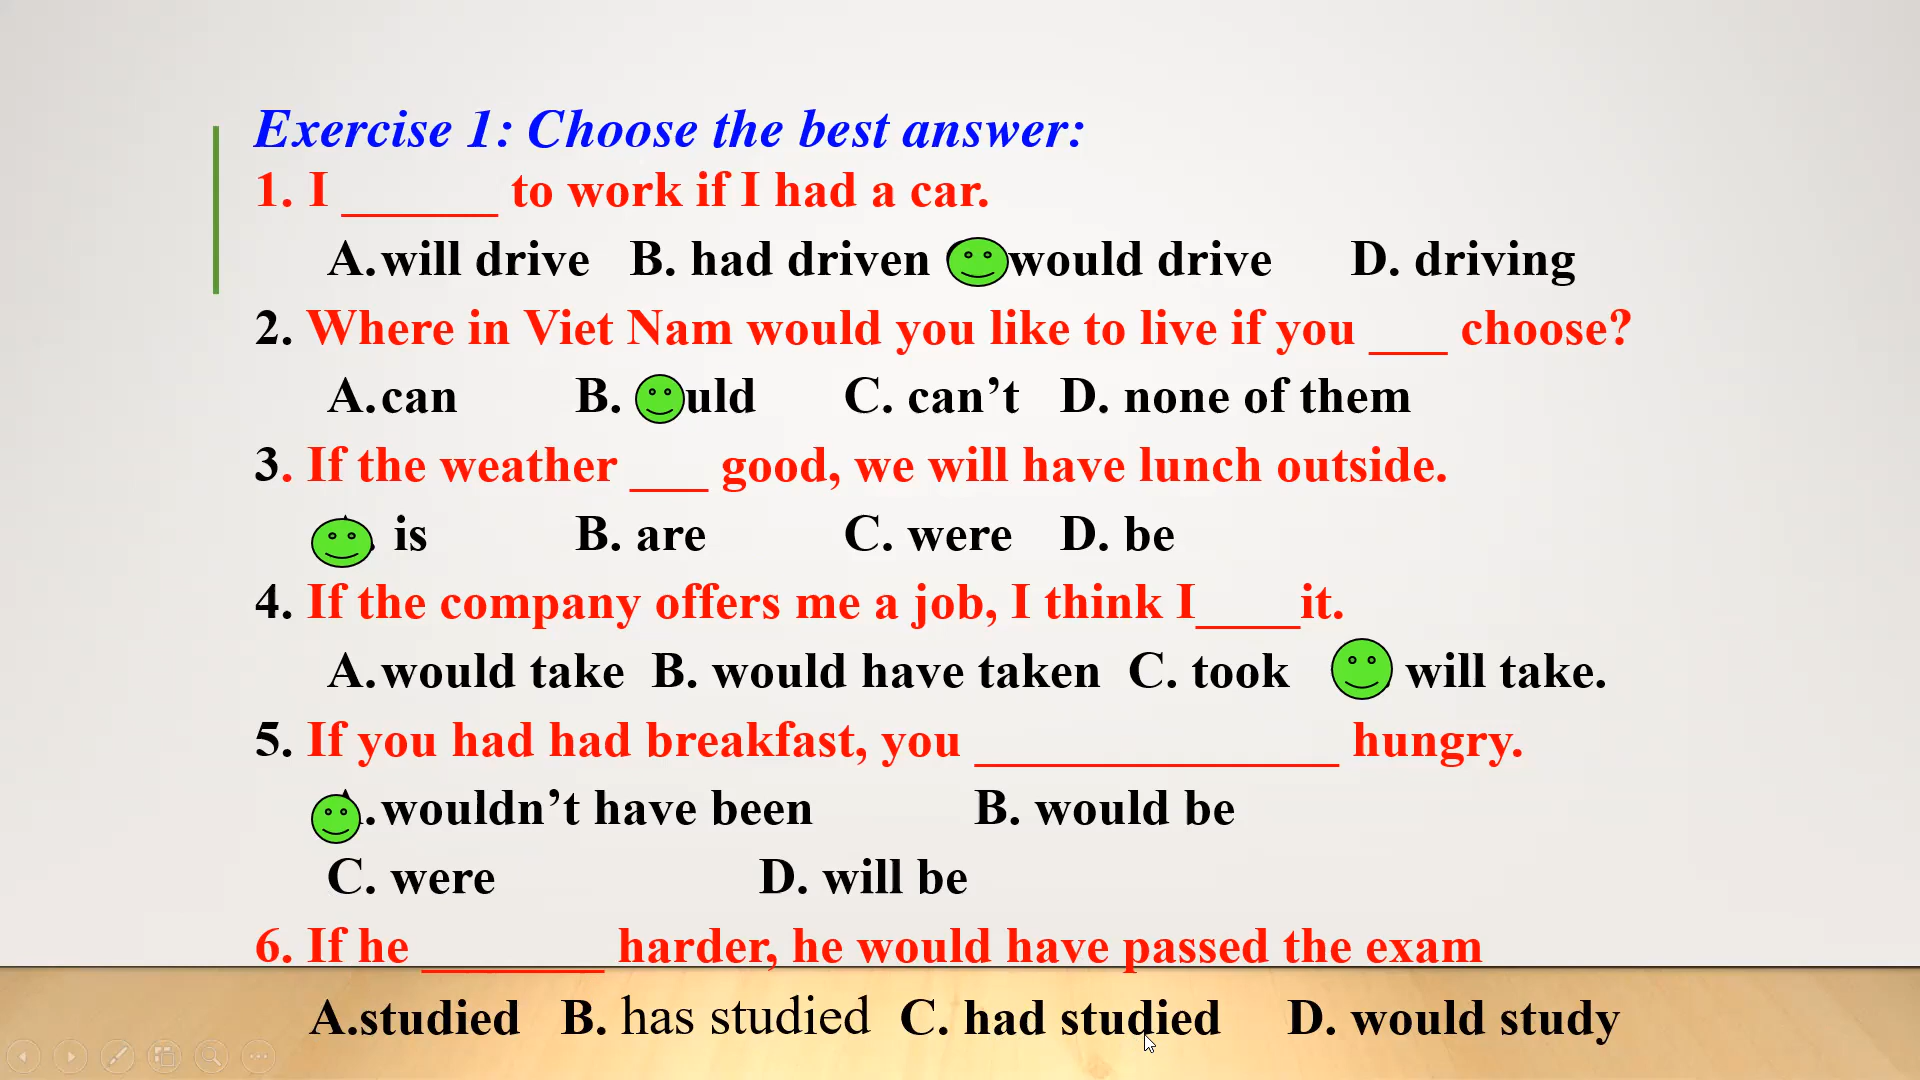 Exercise 1: Choose the best answer:
1. I ______ to work if I had a car.
A.will drive B. had driven would drive D. driving
2. Where in Viet Nam would you like to live if you ___ choose?
A.can B. uld C. can’t D. none of them
3. If the weather ___ good, we will have lunch outside.
. is B. are C. were D. be
4. If the company offers me a job, I think I____it.
A.would take B. would have taken C. took will take.
5. If you had had breakfast, you ______________ hungry.
.wouldn’t have been B. would be
C. were D. will be
6. If he _______ harder, he would have passed the exam
A.studied B. has studied C. had studied D. would study